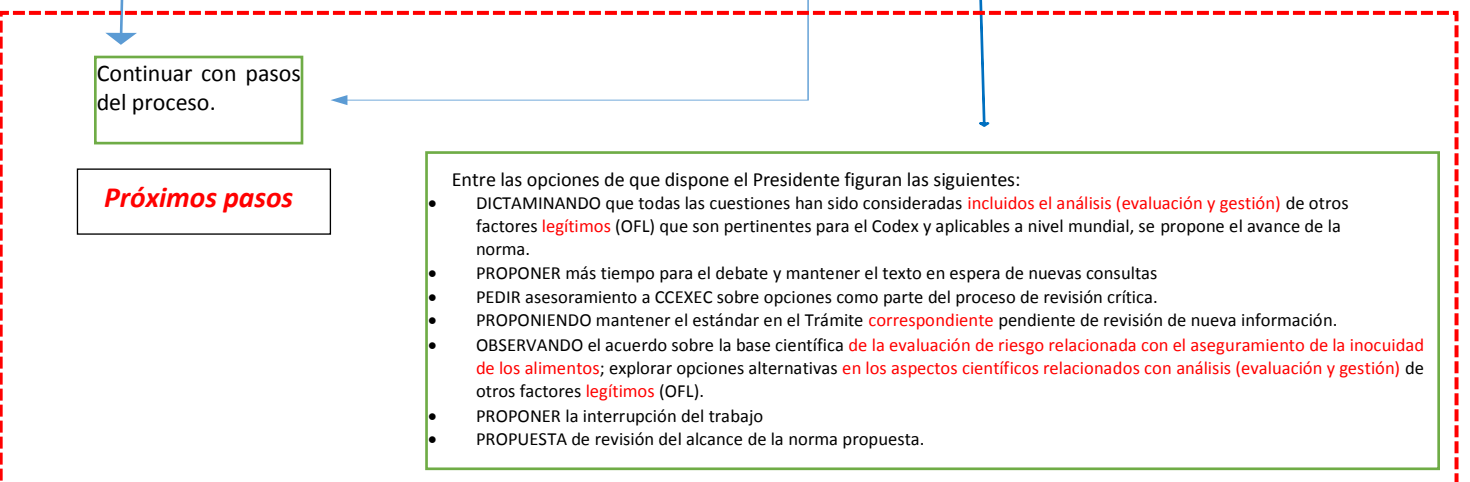 Continuar con pasos
del proceso.
Próximos pasos
Entre las opciones de que dispone el Presidente figuran las siguientes:
• DICTAMINANDO que todas las cuestiones han sido consideradas incluidos el análisis (evaluación y gestión) de otros
factores legítimos (OFL) que son pertinentes para el Codex y aplicables a nivel mundial, se propone el avance de la
norma.
• PROPONER más tiempo para el debate y mantener el texto en espera de nuevas consultas
• PEDIR asesoramiento a CCEXEC sobre opciones como parte del proceso de revisión crítica.
• PROPONIENDO mantener el estándar en el Trámite correspondiente pendiente de revisión de nueva información.
• OBSERVANDO el acuerdo sobre la base científica de la evaluación de riesgo relacionada con el aseguramiento de la inocuidad
de los alimentos; explorar opciones alternativas en los aspectos científicos relacionados con análisis (evaluación y gestión) de
otros factores legítimos (OFL).
• PROPONER la interrupción del trabajo
• PROPUESTA de revisión del alcance de la norma propuesta.